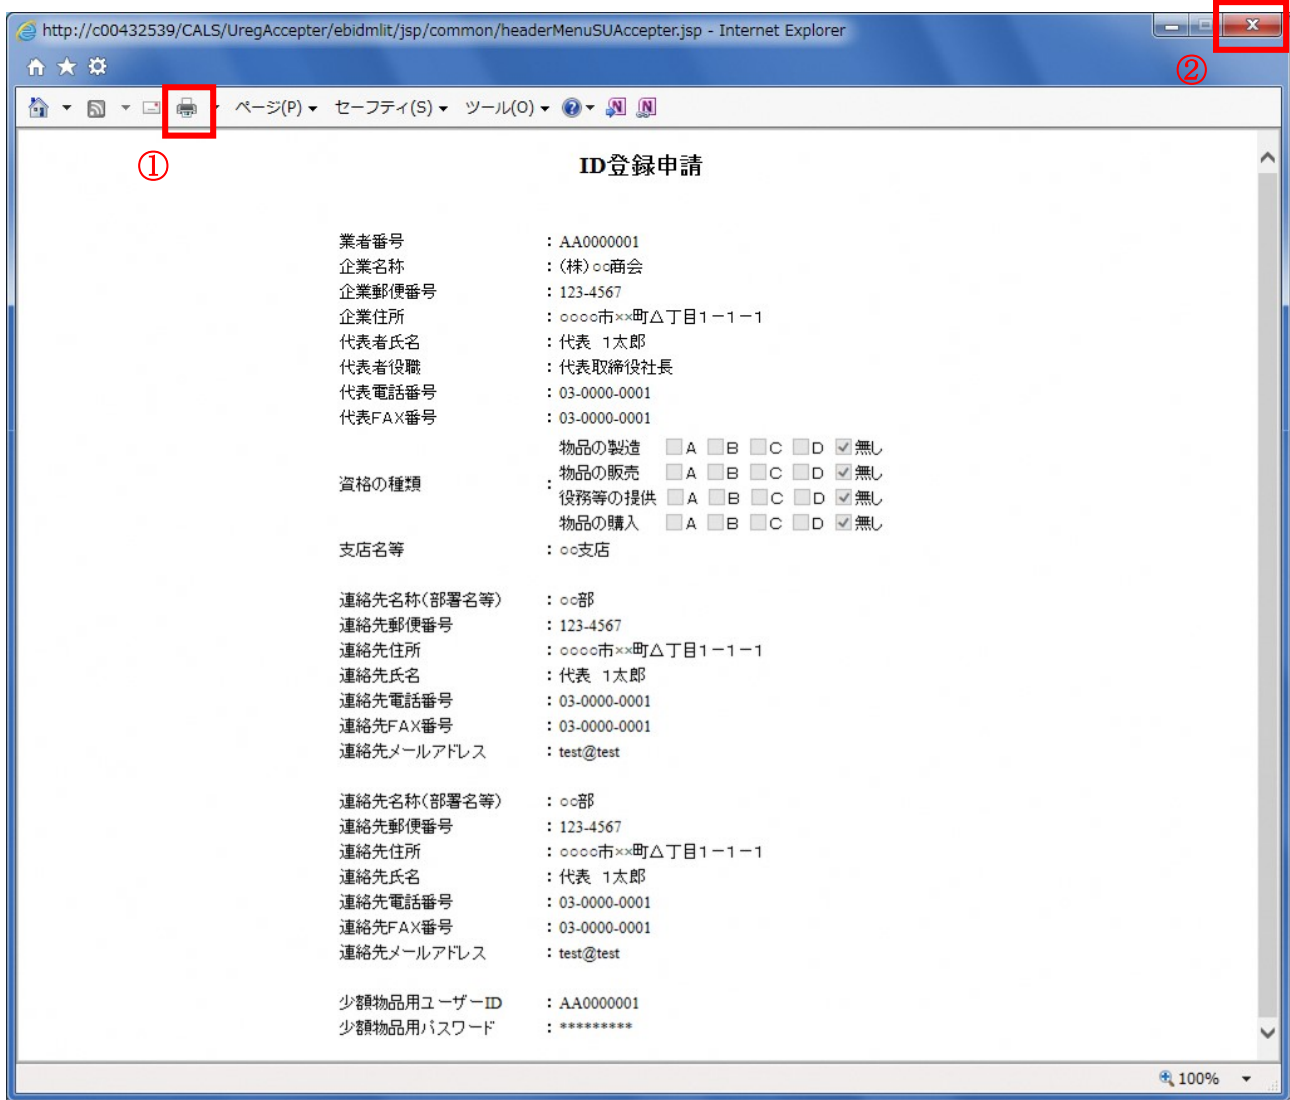 http://c00432539/CALS/UregAccepter/ebidmlit/jsp/common/headerMenuSUAccepter.jsp - Internet Explorer
②
ページ(P) セーフティ(S) ツール(O)
①
ID登録申請
業者番号 : AA0000001
企業名称 : (株)○○商会
企業郵便番号 : 123-4567
企業住所 : ○○○○市××町△丁目1－1－1
代表者氏名 : 代表 1太郎
代表者役職 : 代表取締役社長
代表電話番号 : 03-0000-0001
代表FAX番号 : 03-0000-0001
資格の種類 :
物品の製造 A B C D 無し
物品の販売 A B C D 無し
役務等の提供 A B C D 無し
物品の購入 A B C D 無し
支店名等 : ○○支店
連絡先名称(部署名等) : ○○部
連絡先郵便番号 : 123-4567
連絡先住所 : ○○○○市××町△丁目1－1－1
連絡先氏名 : 代表 1太郎
連絡先電話番号 : 03-0000-0001
連絡先FAX番号 : 03-0000-0001
連絡先メールアドレス : test@test
連絡先名称(部署名等) : ○○部
連絡先郵便番号 : 123-4567
連絡先住所 : ○○○○市××町△丁目1－1－1
連絡先氏名 : 代表 1太郎
連絡先電話番号 : 03-0000-0001
連絡先FAX番号 : 03-0000-0001
連絡先メールアドレス : test@test
少額物品用ユーザーID : AA0000001
少額物品用パスワード : *********
100%